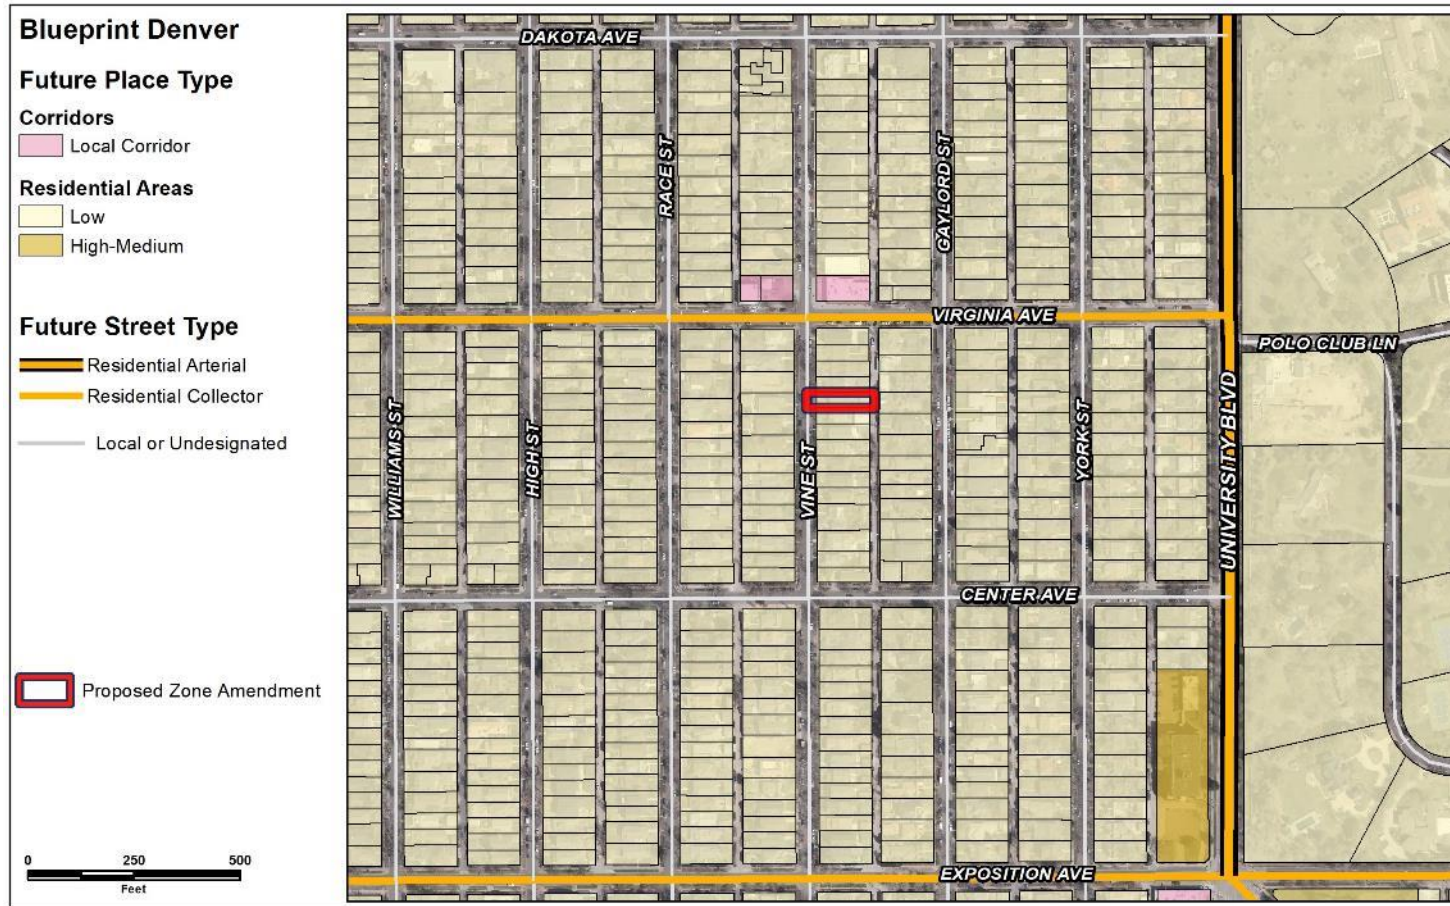 Blueprint Denver
Future Place Type
Corridors
Local Corridor
Residential Areas
Low
High-Medium
Future Street Type
Residential Arterial
Residential Collector
Local or Undesignated
Proposed Zone Amendment
0 250 500
Feet
DAKOTA AVE
RACE ST
GAYLORD ST
VIRGINIA AVE
POLO CLUB LN
WILLIAMS ST
HIGH ST
VINE ST
YORK ST
UNIVERSITY BLVD
CENTER AVE
EXPOSITION AVE